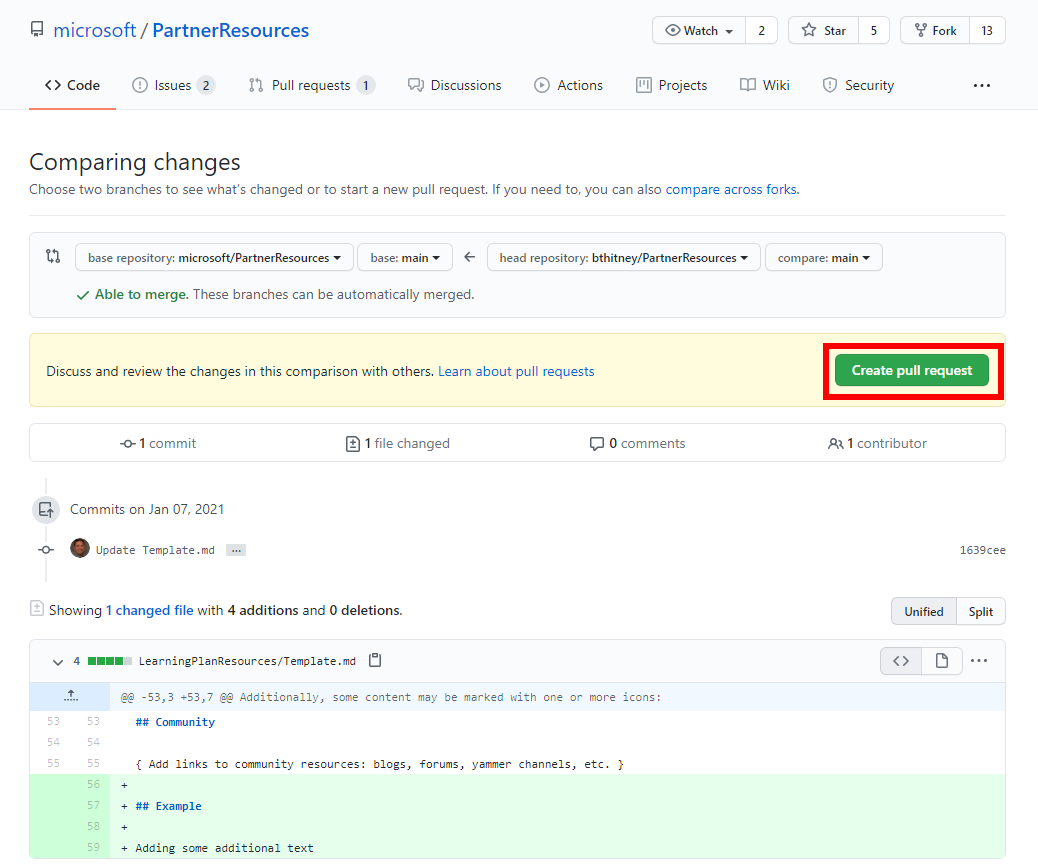 microsoft / PartnerResources Watch 2 Star 5 Fork 13
Code Issues 2 Pull requests 1 Discussions Actions Projects Wiki Security ...
Comparing changes
Choose two branches to see what's changed or to start a new pull request. If you need to, you can also compare across forks.
base repository: microsoft/PartnerResources base: main ← head repository: bthitney/PartnerResources compare: main
Able to merge. These branches can be automatically merged.
Discuss and review the changes in this comparison with others. Learn about pull requests Create pull request
1 commit 1 file changed 0 comments 1 contributor
Commits on Jan 07, 2021
Update Template.md ... 1639cee
Showing 1 changed file with 4 additions and 0 deletions. Unified Split
4 LearningPlanResources/Template.md <> ...
@@ -53,3 +53,7 @@ Additionally, some content may be marked with one or more icons:
53 53 ## Community
54 54
55 55 { Add links to community resources: blogs, forums, yammer channels, etc. }
56 +
57 + ## Example
58 +
59 + Adding some additional text